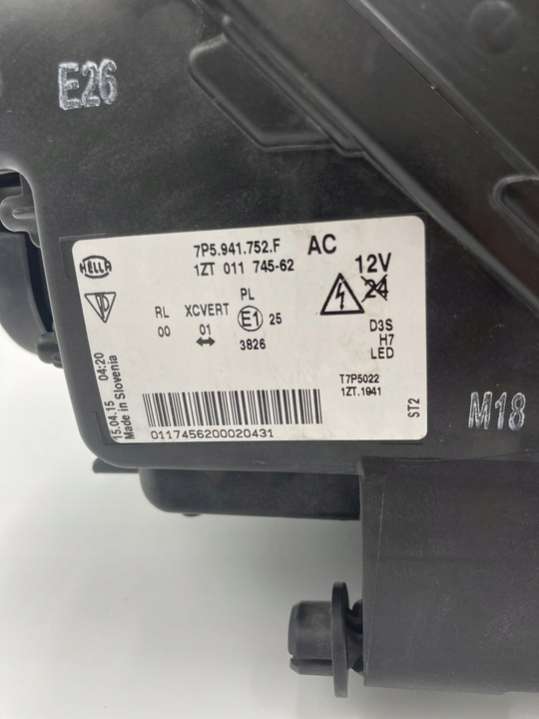 E26
HELLA
7P5.941.752.F AC
1ZT 011 745-62
12V
24
PL
RL XCVERT E1 25
00 01
3826
D3S
H7
LED
T7P5022
1ZT.1941
15.04.15 04:20
Made in Slovenia
0117456200020431
ST2
M18